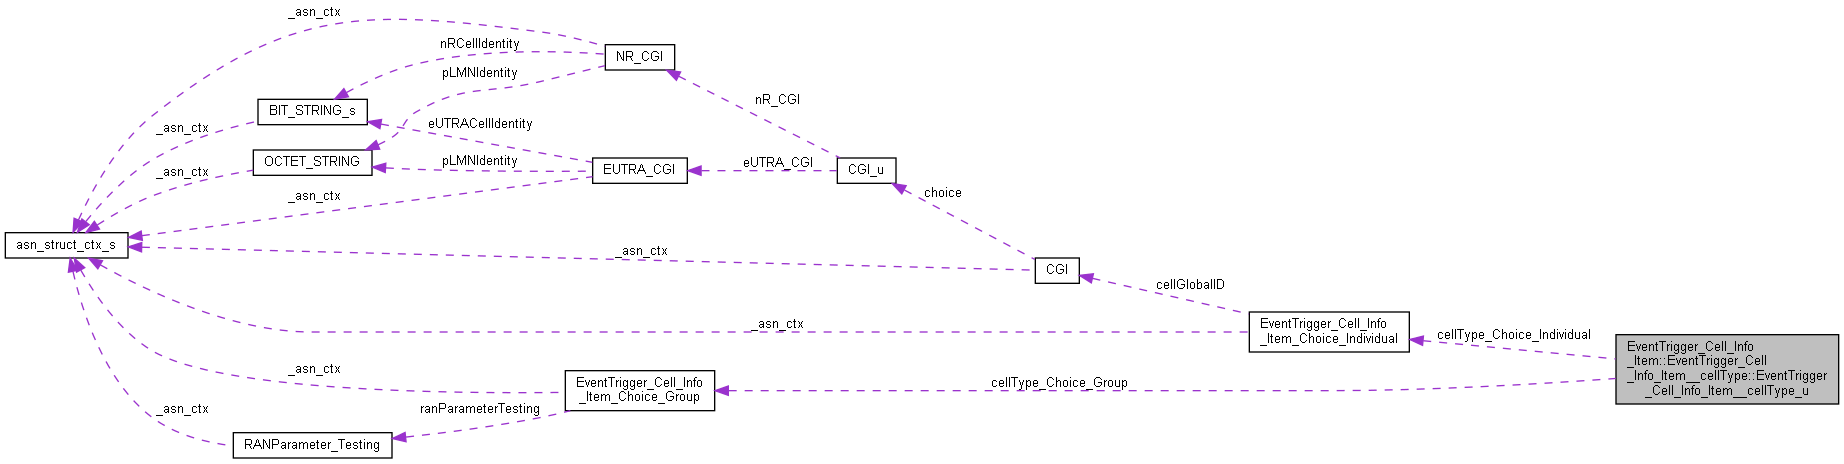 _asn_ctx
nRCellIdentity
NR_CGI
pLMNIdentity
BIT_STRING_s
nR_CGI
_asn_ctx
eUTRACellIdentity
OCTET_STRING
pLMNIdentity
EUTRA_CGI
eUTRA_CGI
CGI_u
_asn_ctx
_asn_ctx
choice
asn_struct_ctx_s
_asn_ctx
CGI
cellGlobalID
_asn_ctx
EventTrigger_Cell_Info
_Item_Choice_Individual
cellType_Choice_Individual
EventTrigger_Cell_Info
_Item::EventTrigger_Cell
_Info_Item__cellType::EventTrigger
_Cell_Info_Item__cellType_u
_asn_ctx
EventTrigger_Cell_Info
_Item_Choice_Group
cellType_Choice_Group
_asn_ctx
ranParameterTesting
RANParameter_Testing